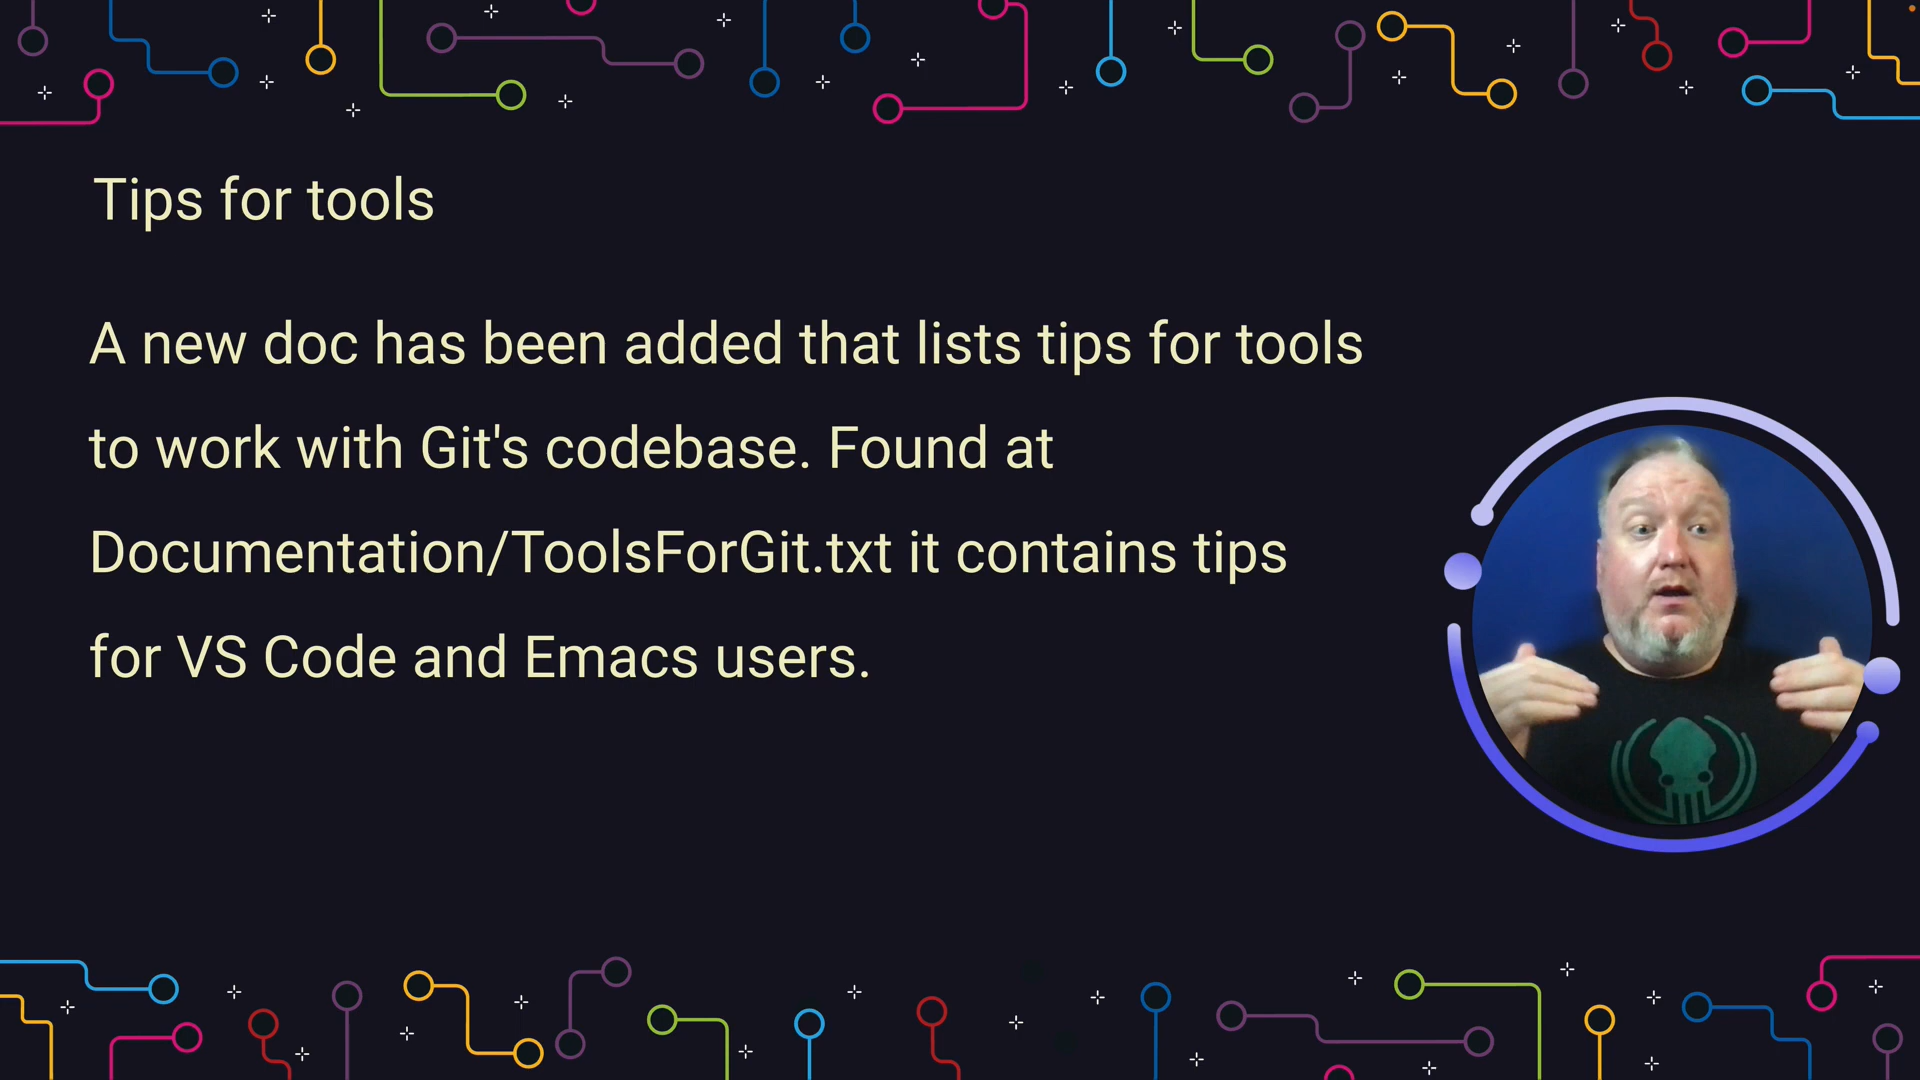 Tips for tools
A new doc has been added that lists tips for tools
to work with Git's codebase. Found at
Documentation/ToolsForGit.txt it contains tips
for VS Code and Emacs users.